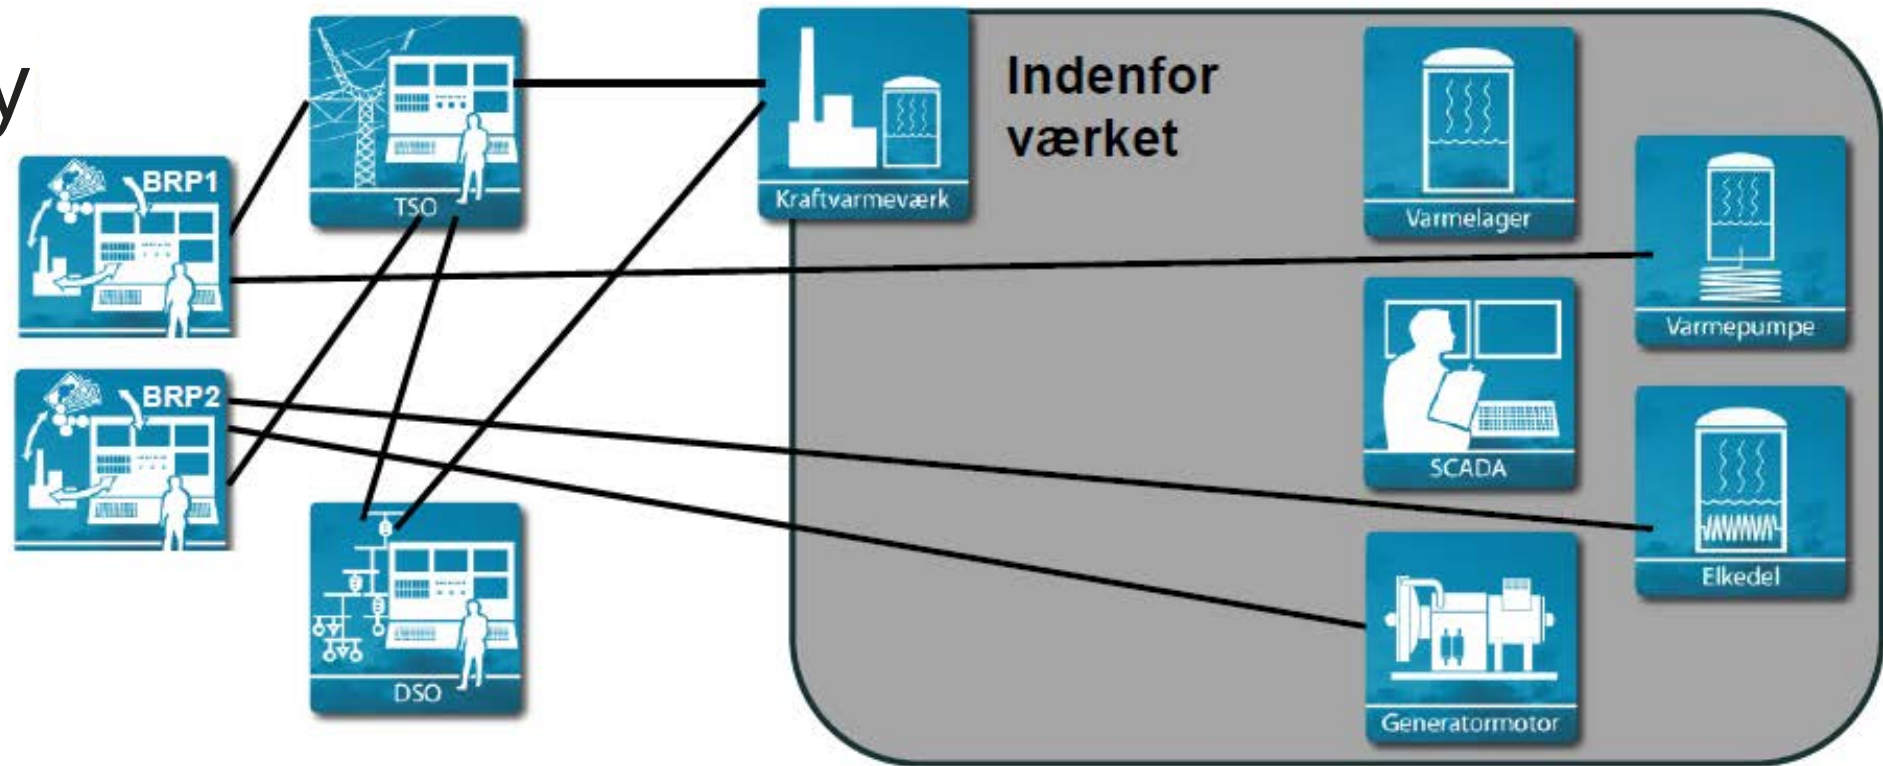 y
BRP1
BRP2
TSO
DSO
Kraftvarmeværk
Indenfor
værket
Varmelager
Varmepumpe
SCADA
Elkedel
Generatormotor